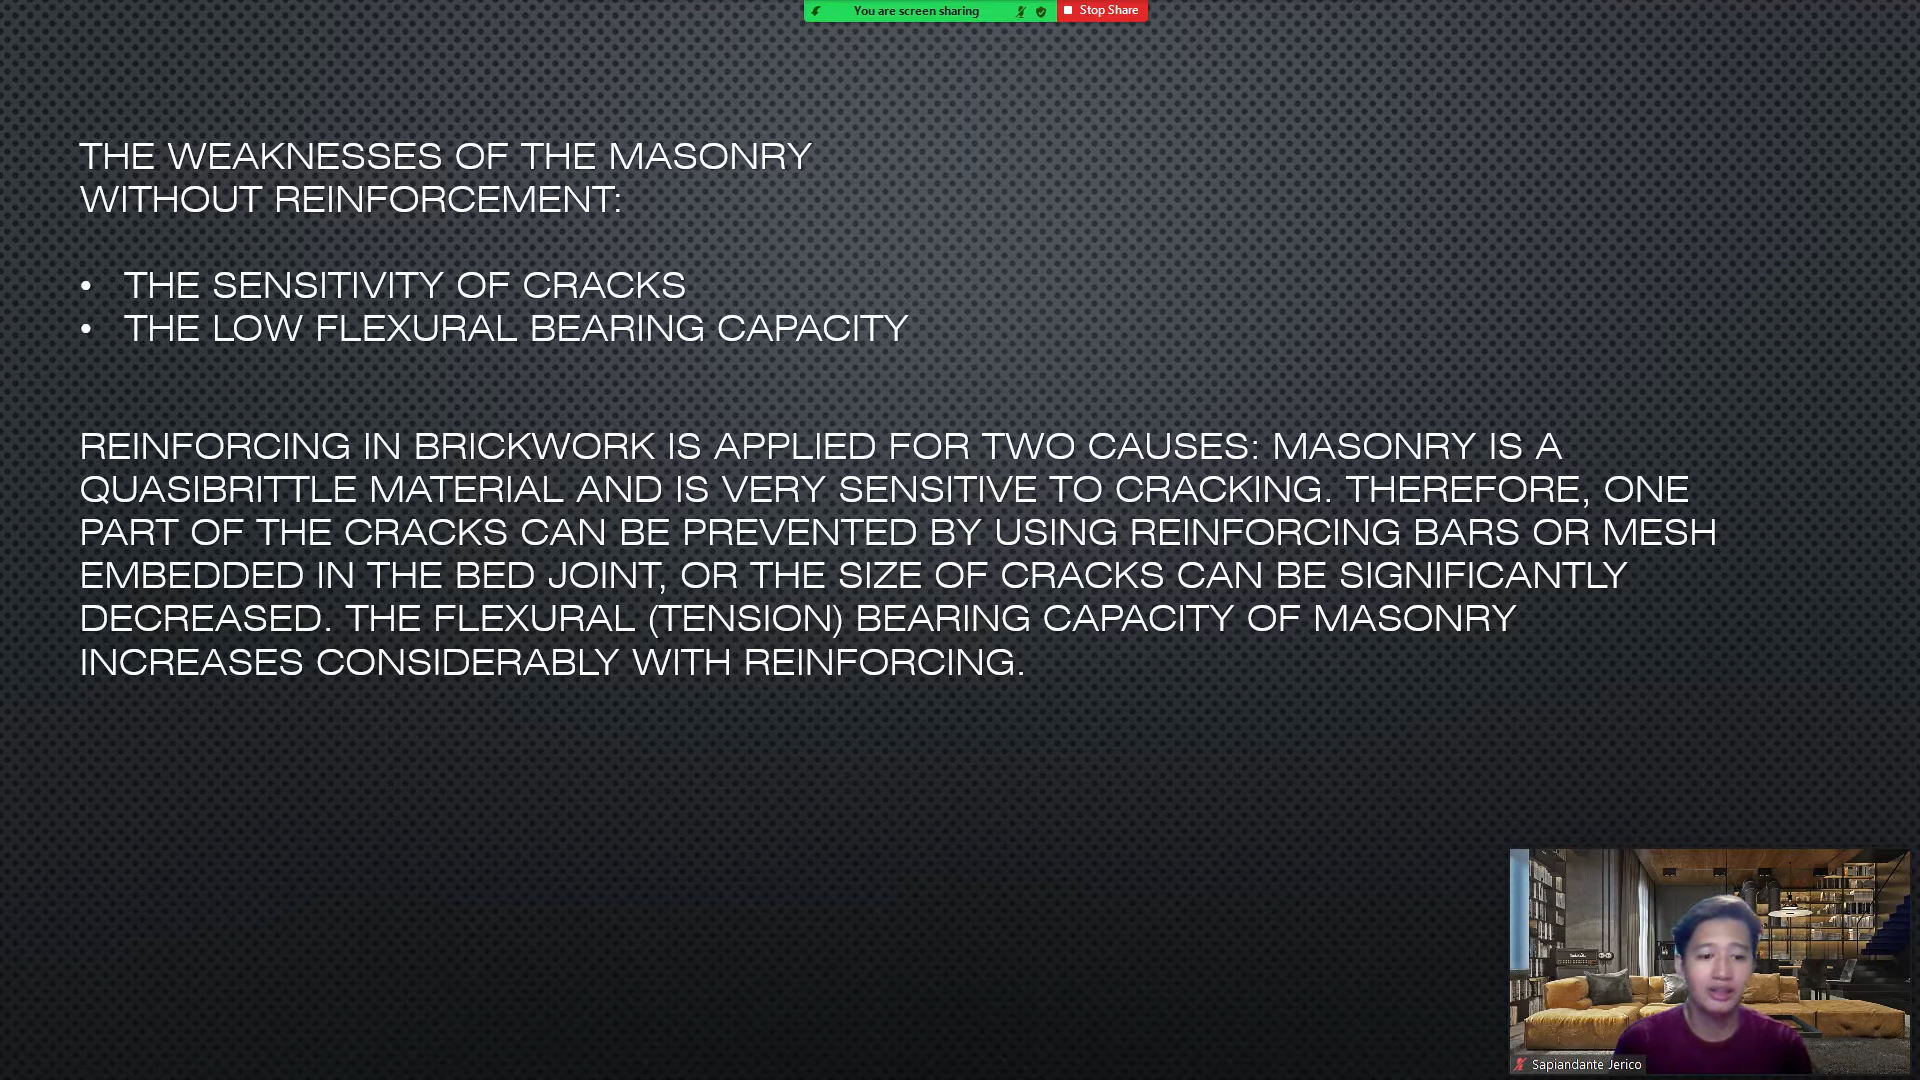 You are screen sharing
Stop Share
THE WEAKNESSES OF THE MASONRY
WITHOUT REINFORCEMENT:
• THE SENSITIVITY OF CRACKS
• THE LOW FLEXURAL BEARING CAPACITY
REINFORCING IN BRICKWORK IS APPLIED FOR TWO CAUSES: MASONRY IS A
QUASIBRITTLE MATERIAL AND IS VERY SENSITIVE TO CRACKING. THEREFORE, ONE
PART OF THE CRACKS CAN BE PREVENTED BY USING REINFORCING BARS OR MESH
EMBEDDED IN THE BED JOINT, OR THE SIZE OF CRACKS CAN BE SIGNIFICANTLY
DECREASED. THE FLEXURAL (TENSION) BEARING CAPACITY OF MASONRY
INCREASES CONSIDERABLY WITH REINFORCING.
Sapiandante Jerico